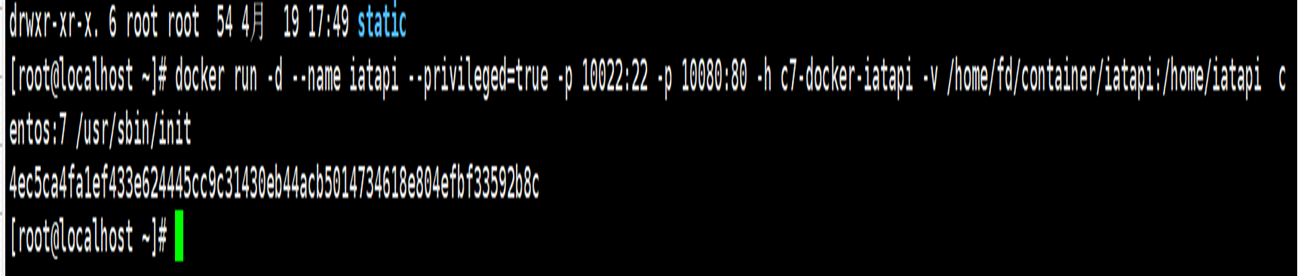 drwxr-xr-x. 6 root root  54 4月  19 17:49 static
[root@localhost ~]# docker run -d --name iatapi --privileged=true -p 10022:22 -p 10080:80 -h c7-docker-iatapi -v /home/fd/container/iatapi:/home/iatapi  c
entos:7 /usr/sbin/init
4ec5ca4fa1ef433e624445cc9c31430eb44acb5014734618e804efbf33592b8c
[root@localhost ~]#